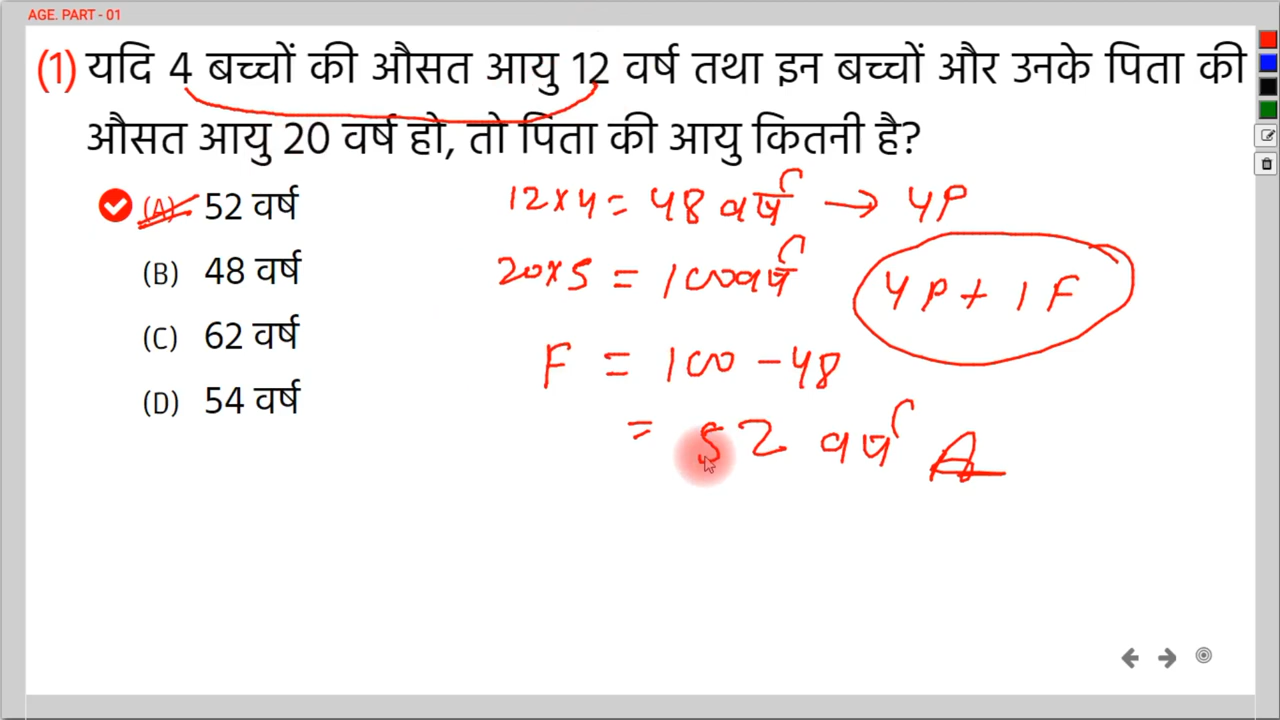 AGE. PART - 01
(1) यदि 4 बच्चों की औसत आयु 12 वर्ष तथा इन बच्चों और उनके पिता की
औसत आयु 20 वर्ष हो, तो पिता की आयु कितनी है?
(A) 52 वर्ष
(B) 48 वर्ष
(C) 62 वर्ष
(D) 54 वर्ष
12×4 = 48 वर्ष → 4P
20×5 = 100 वर्ष 4P + 1F
F = 100 - 48
= 52 वर्ष A